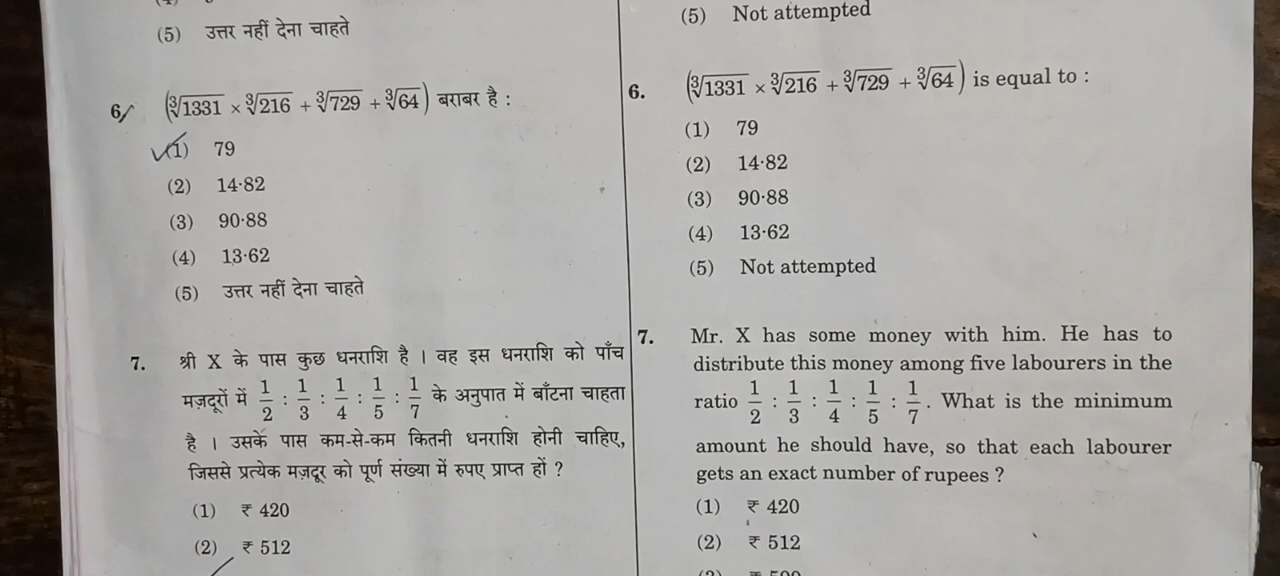 (5) उत्तर नहीं देना चाहते
6. (∛1331 × ∛216 + ∛729 + ∛64) बराबर है :
(1) 79
(2) 14·82
(3) 90·88
(4) 13·62
(5) उत्तर नहीं देना चाहते
7. श्री X के पास कुछ धनराशि है । वह इस धनराशि को पाँच
मज़दूरों में 1/2 : 1/3 : 1/4 : 1/5 : 1/7 के अनुपात में बाँटना चाहता
है । उसके पास कम-से-कम कितनी धनराशि होनी चाहिए,
जिससे प्रत्येक मज़दूर को पूर्ण संख्या में रुपए प्राप्त हों ?
(1) ₹ 420
(2) ₹ 512
(5) Not attempted
6. (∛1331 × ∛216 + ∛729 + ∛64) is equal to :
(1) 79
(2) 14·82
(3) 90·88
(4) 13·62
(5) Not attempted
7. Mr. X has some money with him. He has to
distribute this money among five labourers in the
ratio 1/2 : 1/3 : 1/4 : 1/5 : 1/7. What is the minimum
amount he should have, so that each labourer
gets an exact number of rupees ?
(1) ₹ 420
(2) ₹ 512